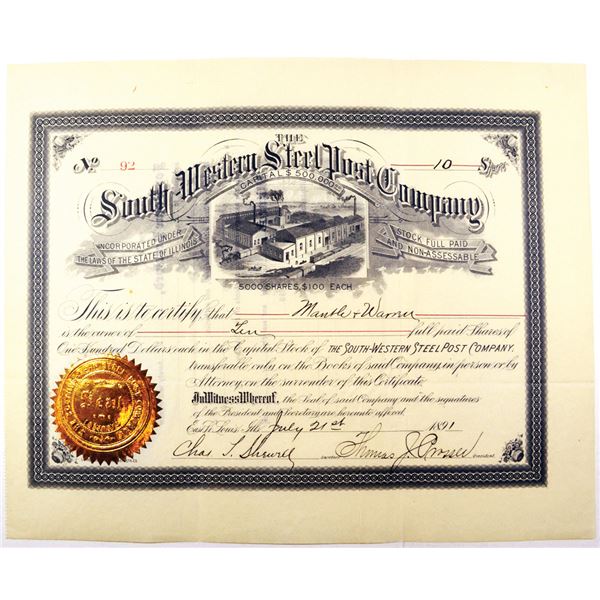 THE
No 92
10 Shares
South Western Steel Post Company
CAPITAL $500,000
INCORPORATED UNDER
THE LAWS OF THE STATE OF ILLINOIS
STOCK FULL PAID
AND NON-ASSESSABLE
5000 SHARES, $100 EACH
This is to certify that Mantle & Warner
is the owner of Ten full paid Shares of
One Hundred Dollars each in the Capital Stock of THE SOUTH-WESTERN STEEL POST COMPANY,
transferable only on the Books of said Company in person or by
Attorney, on the surrender of this Certificate.
In Witness Whereof, the Seal of said Company and the signatures
of the President and Secretary are hereunto affixed.
East St. Louis, Ills. July 21st 1891
Chas. S. Secretary Thomas J. President